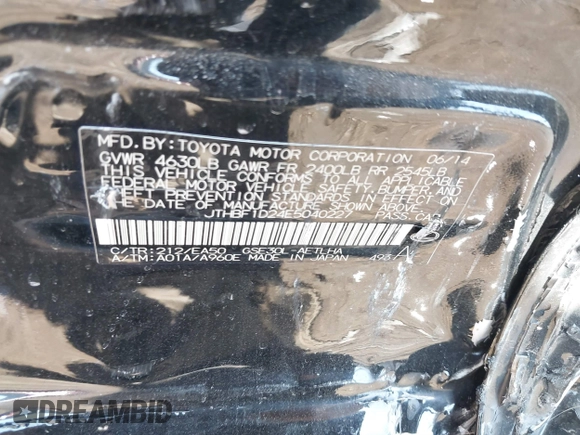 MFD.BY:TOYOTA MOTOR CORPORATION 06/14
GVWR 4630LB GAWR FR 2400LB RR 2545LB
THIS VEHICLE CONFORMS TO ALL APPLICABLE
FEDERAL MOTOR VEHICLE SAFETY, BUMPER, AND
THEFT PREVENTION STANDARDS IN EFFECT ON
THE DATE OF MANUFACTURE SHOWN ABOVE.
JTHBF1D24E5040227 PASS.CAR
C/TR:212/EA50 GSE30L-AETLHA
A/TM:A01A/A960E MADE IN JAPAN 493 A
DREAMBID